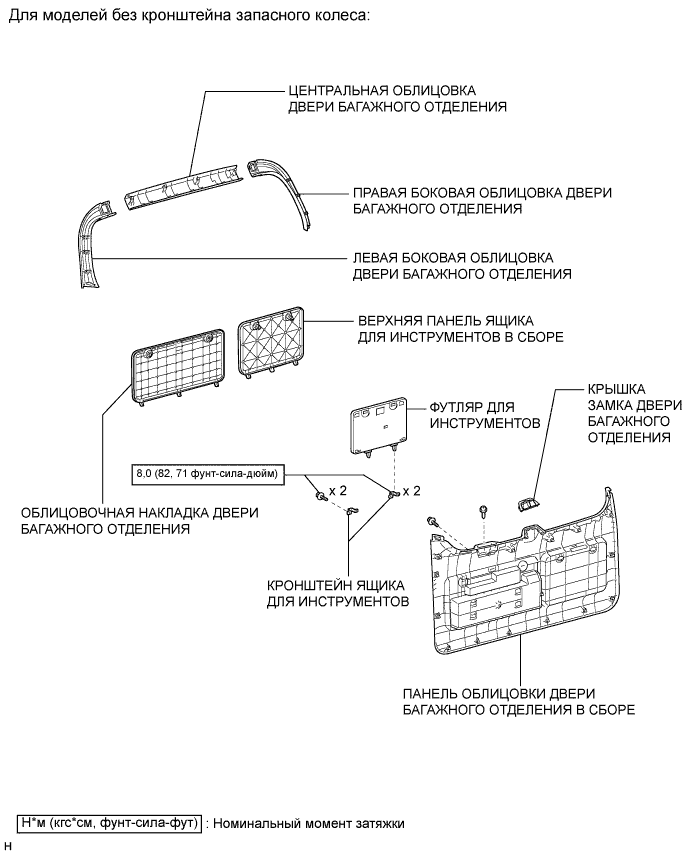 Для моделей без кронштейна запасного колеса:
ЦЕНТРАЛЬНАЯ ОБЛИЦОВКА
ДВЕРИ БАГАЖНОГО ОТДЕЛЕНИЯ
ПРАВАЯ БОКОВАЯ ОБЛИЦОВКА ДВЕРИ
БАГАЖНОГО ОТДЕЛЕНИЯ
ЛЕВАЯ БОКОВАЯ ОБЛИЦОВКА
ДВЕРИ БАГАЖНОГО ОТДЕЛЕНИЯ
ВЕРХНЯЯ ПАНЕЛЬ ЯЩИКА
ДЛЯ ИНСТРУМЕНТОВ В СБОРЕ
КРЫШКА
ЗАМКА ДВЕРИ
БАГАЖНОГО
ОТДЕЛЕНИЯ
ФУТЛЯР ДЛЯ
ИНСТРУМЕНТОВ
8,0 (82, 71 фунт-сила-дюйм)
x 2
x 2
ОБЛИЦОВОЧНАЯ НАКЛАДКА ДВЕРИ
БАГАЖНОГО ОТДЕЛЕНИЯ
КРОНШТЕЙН ЯЩИКА
ДЛЯ ИНСТРУМЕНТОВ
ПАНЕЛЬ ОБЛИЦОВКИ ДВЕРИ
БАГАЖНОГО ОТДЕЛЕНИЯ В СБОРЕ
Н*м (кгс*см, фунт-сила-фут) : Номинальный момент затяжки
H